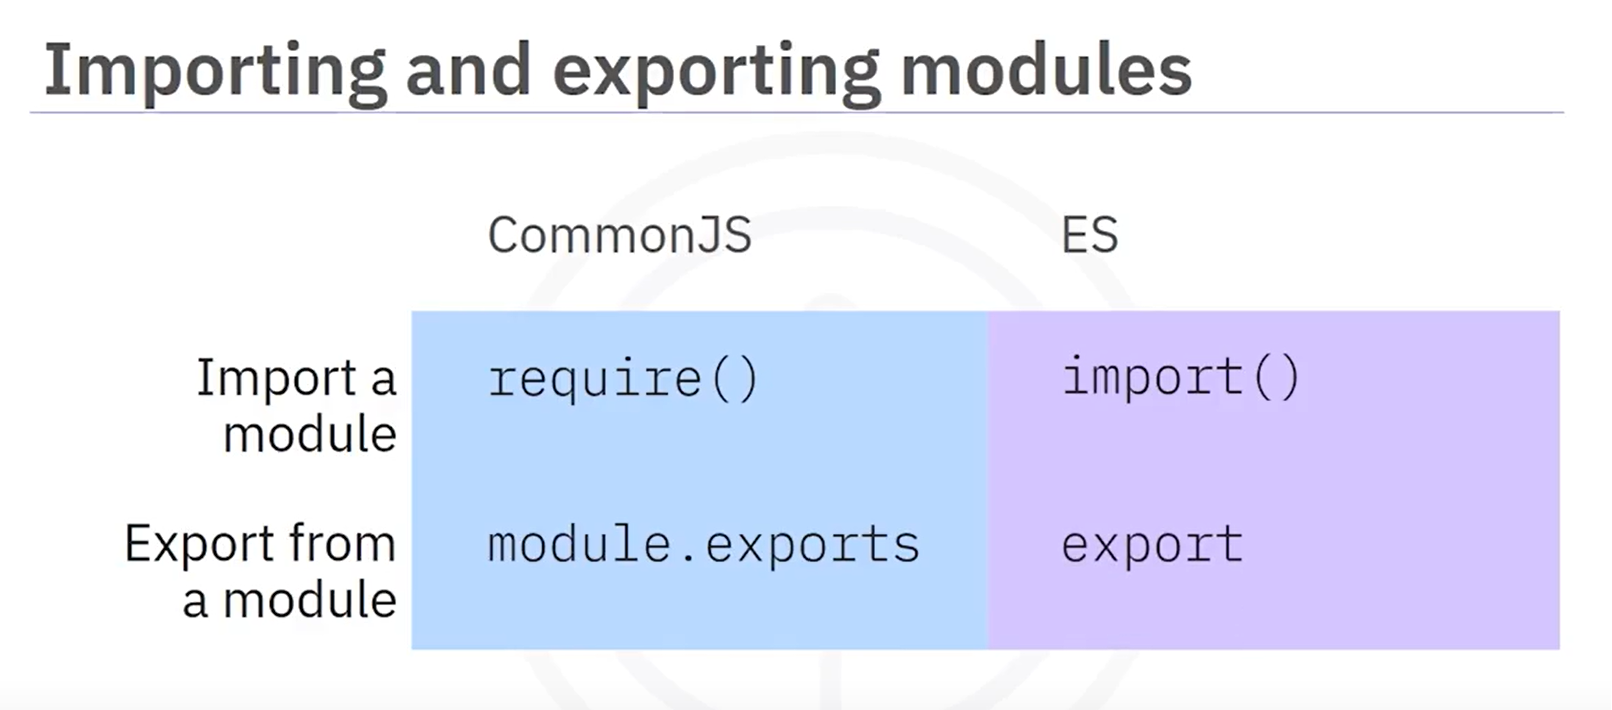 Importing and exporting modules
CommonJS ES
Import a
module
require() import()
Export from
a module
module.exports export